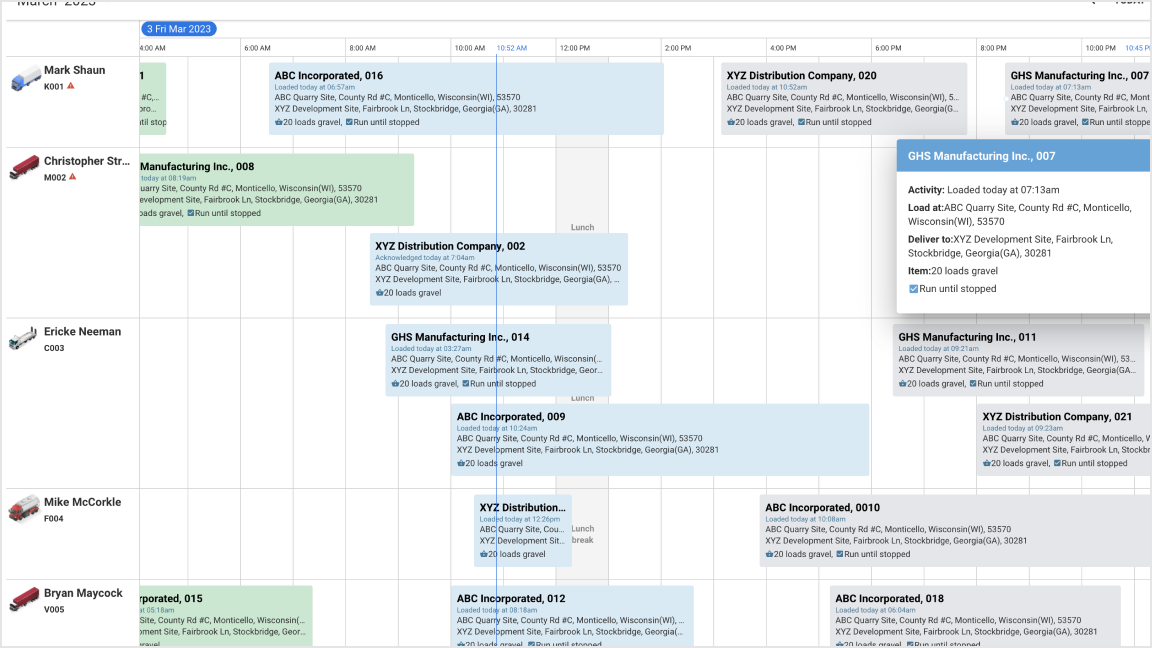 March 2023
TODAY
3 Fri Mar 2023
4:00 AM
6:00 AM
8:00 AM
10:00 AM
10:52 AM
12:00 PM
2:00 PM
4:00 PM
6:00 PM
8:00 PM
10:00 PM
10:45 P
Mark Shaun
K001
1
#C,...
oro...
until stop
ABC Incorporated, 016
Loaded today at 06:57am
ABC Quarry Site, County Rd #C, Monticello, Wisconsin(WI), 53570
XYZ Development Site, Fairbrook Ln, Stockbridge, Georgia(GA), 30281
20 loads gravel, Run until stopped
XYZ Distribution Company, 020
Loaded today at 10:52am
ABC Quarry Site, County Rd #C, Monticello, Wisconsin(WI), 5...
XYZ Development Site, Fairbrook Ln, Stockbridge, Georgia(G...
20 loads gravel, Run until stopped
GHS Manufacturing Inc., 007
Loaded today at 07:13am
ABC Quarry Site, County Rd #C, Mont
XYZ Development Site, Fairbrook Ln,
20 loads gravel, Run until stopped
Christopher Str...
M002
Manufacturing Inc., 008
today at 08:19am
uarry Site, County Rd #C, Monticello, Wisconsin(WI), 53570
evelopment Site, Fairbrook Ln, Stockbridge, Georgia(GA), 30281
oads gravel, Run until stopped
Lunch
XYZ Distribution Company, 002
Acknowledged today at 7:04am
ABC Quarry Site, County Rd #C, Monticello, Wisconsin(WI), 53570
XYZ Development Site, Fairbrook Ln, Stockbridge, Georgia(GA), ...
20 loads gravel
GHS Manufacturing Inc., 007
Activity: Loaded today at 07:13am
Load at:ABC Quarry Site, County Rd #C, Monticello,
Wisconsin(WI), 53570
Deliver to:XYZ Development Site, Fairbrook Ln,
Stockbridge, Georgia(GA), 30281
Item:20 loads gravel
Run until stopped
Ericke Neeman
C003
GHS Manufacturing Inc., 014
Loaded today at 03:27am
ABC Quarry Site, County Rd #C, Monticello, Wisconsin(...
XYZ Development Site, Fairbrook Ln, Stockbridge, Geor...
20 loads gravel, Run until stopped
Lunch
GHS Manufacturing Inc., 011
Loaded today at 09:21am
ABC Quarry Site, County Rd #C, Monticello, Wisconsin(WI), 53...
XYZ Development Site, Fairbrook Ln, Stockbridge, Georgia(GA...
20 loads gravel, Run until stopped
ABC Incorporated, 009
Loaded today at 10:24am
ABC Quarry Site, County Rd #C, Monticello, Wisconsin(WI), 53570
XYZ Development Site, Fairbrook Ln, Stockbridge, Georgia(GA), 30281
20 loads gravel
XYZ Distribution Company, 021
Loaded today at 09:23am
ABC Quarry Site, County Rd #C, Monticello, W
XYZ Development Site, Fairbrook Ln, Stockb
20 loads gravel, Run until stopped
Mike McCorkle
F004
XYZ Distribution...
Loaded today at 12:26pm
ABC Quarry Site, Cou...
XYZ Development Sit...
20 loads gravel
Lunch
break
ABC Incorporated, 0010
Loaded today at 10:08am
ABC Quarry Site, County Rd #C, Monticello, Wisconsin(WI), 53570
XYZ Development Site, Fairbrook Ln, Stockbridge, Georgia(GA), 30281
20 loads gravel, Run until stopped
Bryan Maycock
V005
rporated, 015
at 05:18am
Site, County Rd #C, Monticello, Wisconsin(...
pment Site, Fairbrook Ln, Stockbridge, Geor...
gravel
ABC Incorporated, 012
Loaded today at 08:18am
ABC Quarry Site, County Rd #C, Monticello, Wisconsin(WI), ...
XYZ Development Site, Fairbrook Ln, Stockbridge, Georgia(...
20 loads gravel, Run until stopped
ABC Incorporated, 018
Loaded today at 06:04am
ABC Quarry Site, County Rd #C, Monticello, Wisconsin(WI), 53570
XYZ Development Site, Fairbrook Ln, Stockbridge, Georgia(GA), 30281
20 loads gravel, Run until stopped